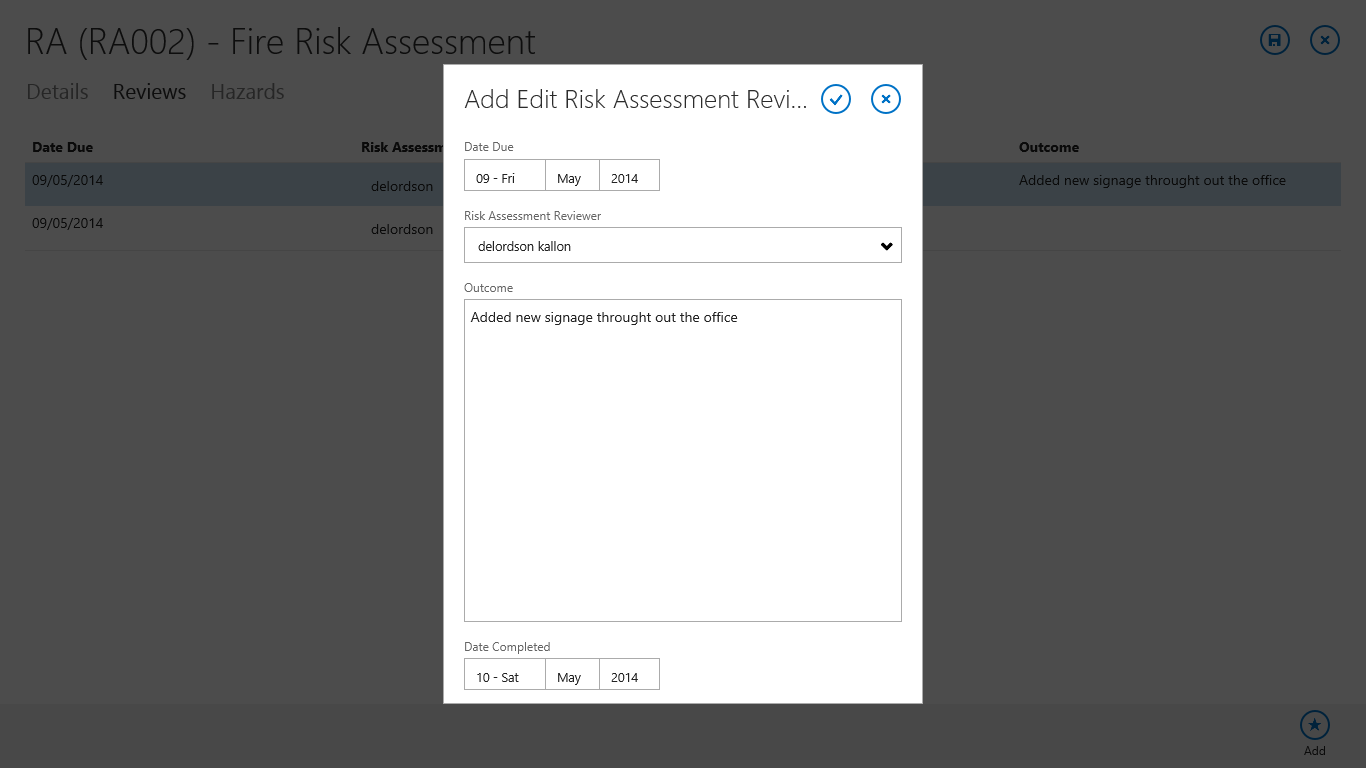 RA (RA002) - Fire Risk Assessment
Details Reviews Hazards
Date Due Risk Assessm Outcome
09/05/2014 delordson Added new signage throught out the office
09/05/2014 delordson
Add Edit Risk Assessment Revi...
Date Due
09 - Fri May 2014
Risk Assessment Reviewer
delordson kallon
Outcome
Added new signage throught out the office
Date Completed
10 - Sat May 2014
Add